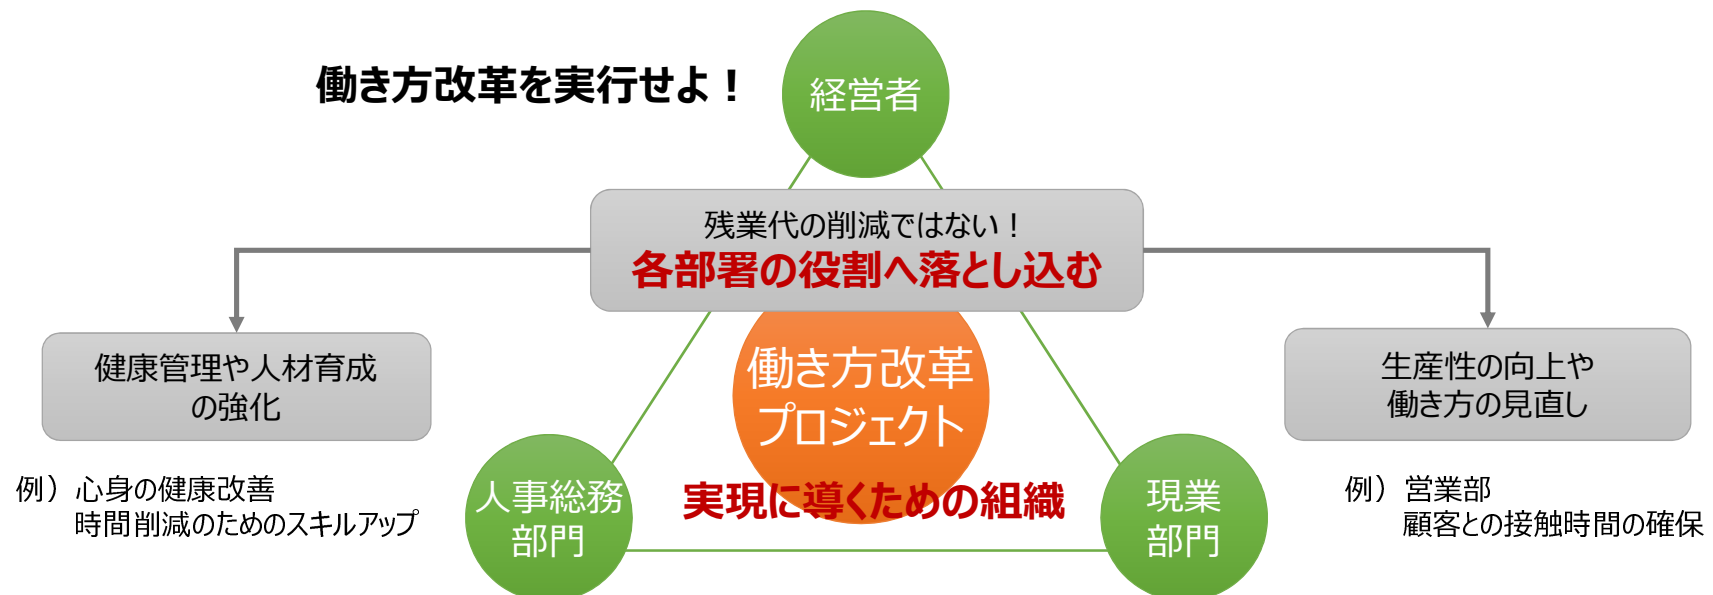 働き方改革を実行せよ！
経営者
残業代の削減ではない！
各部署の役割へ落とし込む
健康管理や人材育成
の強化
働き方改革
プロジェクト
生産性の向上や
働き方の見直し
例）心身の健康改善
時間削減のためのスキルアップ
人事総務
部門
実現に導くための組織
現業
部門
例）営業部
顧客との接触時間の確保